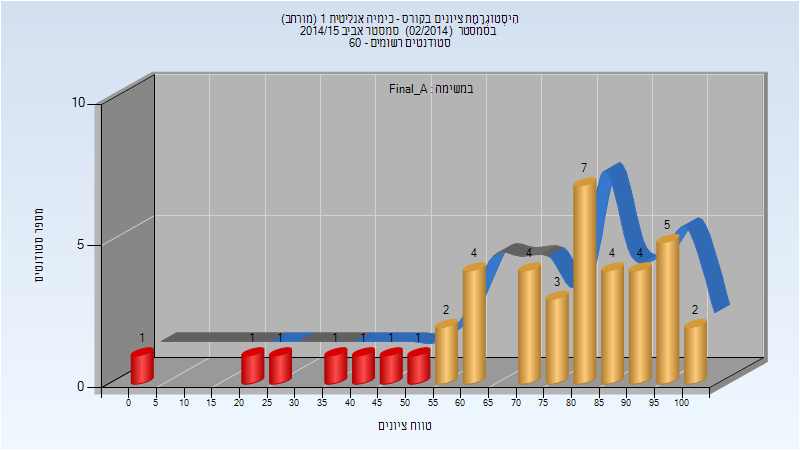 היסטוגרמת ציונים בקורס - כימיה אנליטית 1 (מורחב)
בסמסטר (02/2014) סמסטר אביב 2014/15
סטודנטים רשומים - 60
במשימה : Final_A
מספר סטודנטים
10
5
0
1 1 1 1 1 1 1 2 4 4 3 7 4 4 5 2
0 5 10 15 20 25 30 35 40 45 50 55 60 65 70 75 80 85 90 95 100
טווח ציונים